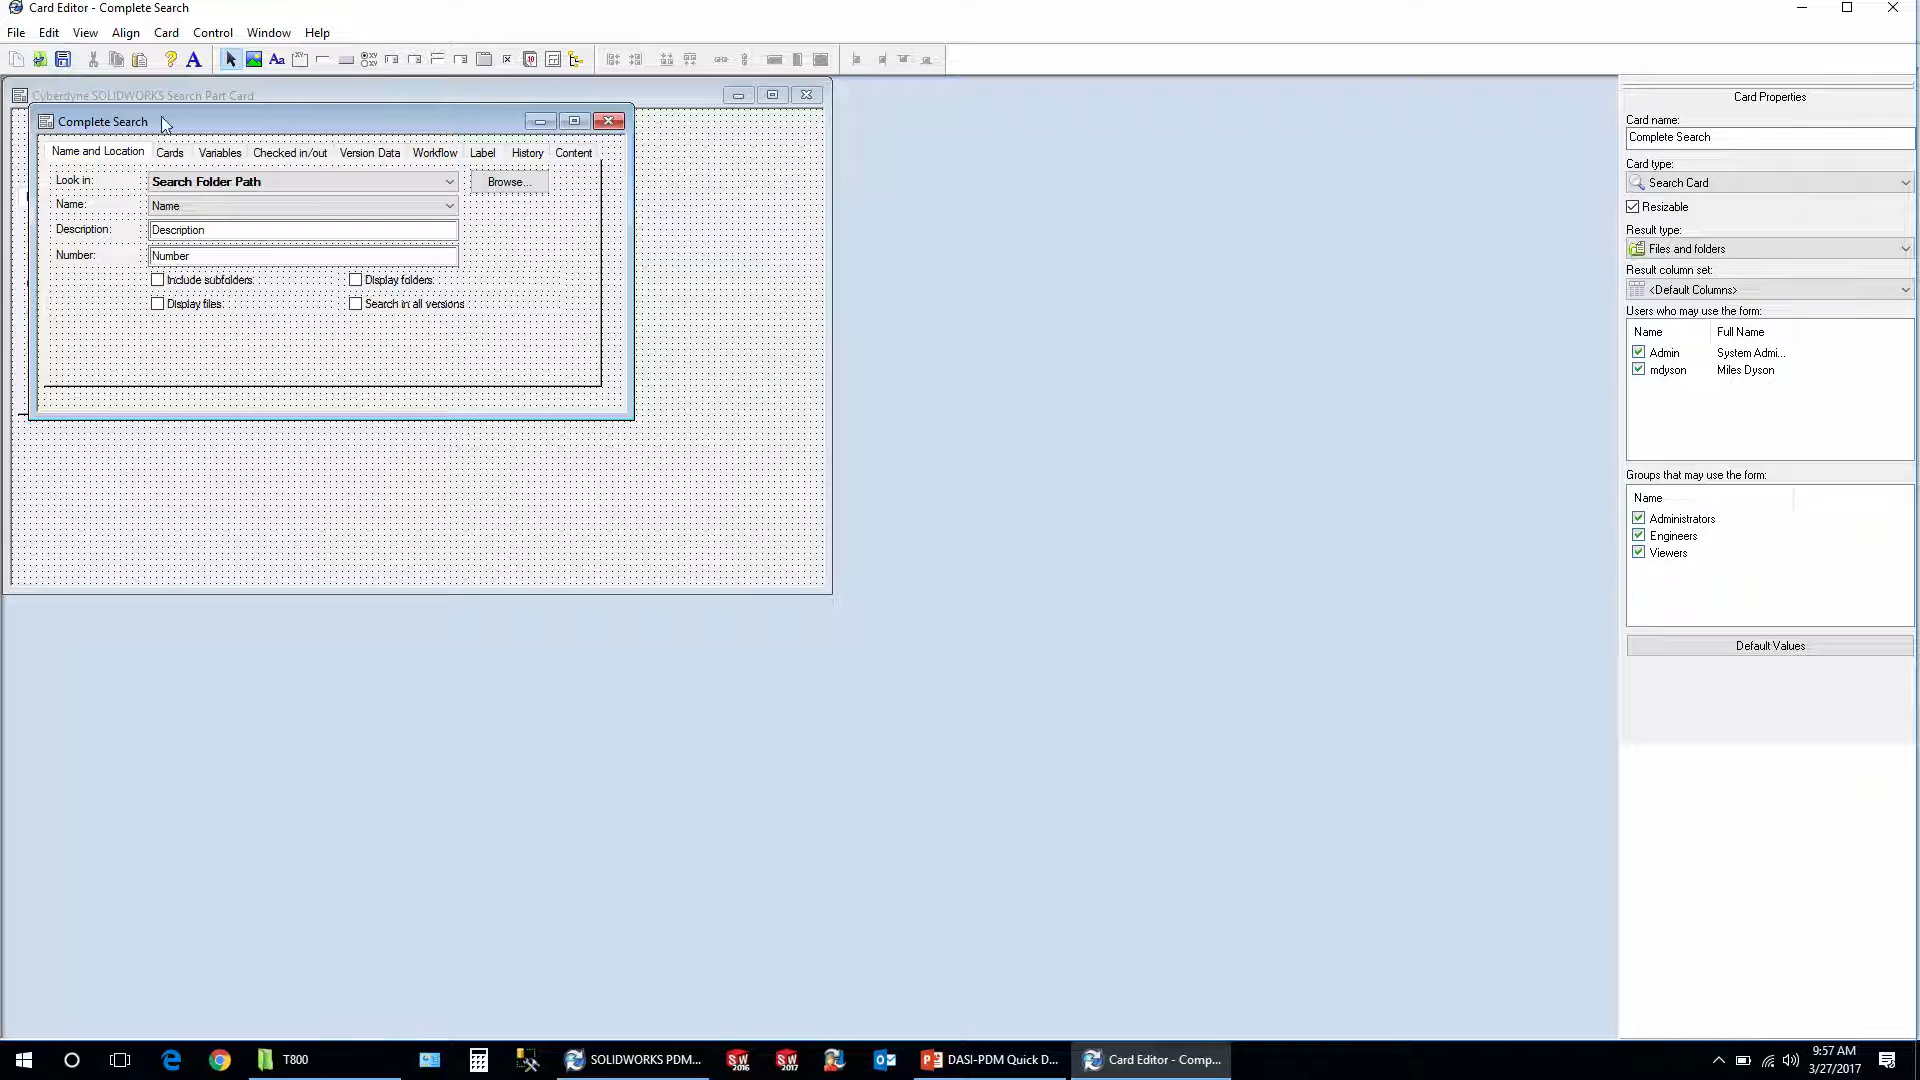 Card Editor - Complete Search
File Edit View Align Card Control Window Help
Cyberdyne SOLIDWORKS Search Part Card
Complete Search
Name and Location Cards Variables Checked in/out Version Data Workflow Label History Content
Look in: Search Folder Path Browse...
Name: Name
Description: Description
Number: Number
Include subfolders Display folders
Display files Search in all versions
Card Properties
Card name:
Complete Search
Card type:
Search Card
Resizable
Result type:
Files and folders
Result column set:
<Default Columns>
Users who may use the form:
Name Full Name
Admin System Admi...
mdyson Miles Dyson
Groups that may use the form:
Name
Administrators
Engineers
Viewers
Default Values
T800 SOLIDWORKS PDM... SW 2016 SW 2017 DASI-PDM Quick D... Card Editor - Comp...
9:57 AM
3/27/2017